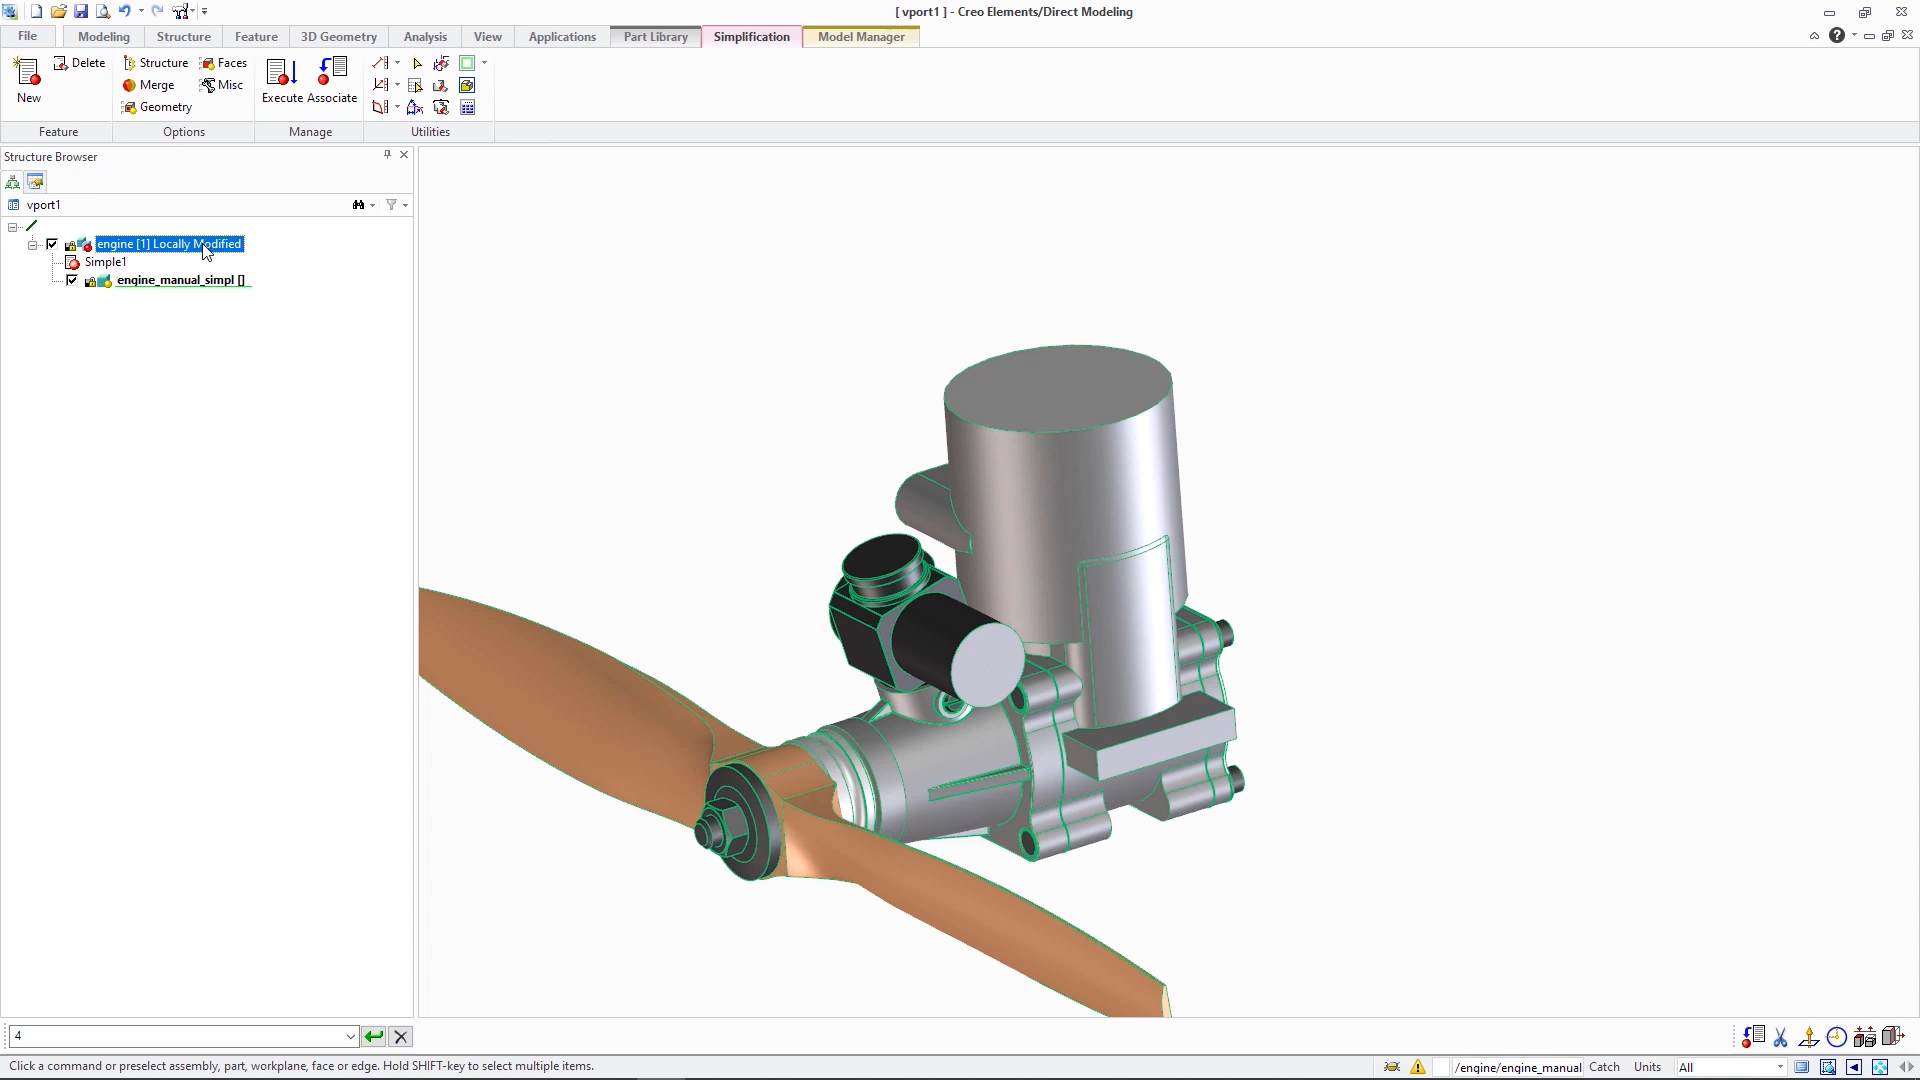 [ vport1 ] - Creo Elements/Direct Modeling
File Modeling Structure Feature 3D Geometry Analysis View Applications Part Library Simplification Model Manager
New Delete
Structure Faces
Merge Misc
Geometry
Execute Associate
Feature Options Manage Utilities
Structure Browser
vport1
engine [1] Locally Modified
Simple1
engine_manual_simpl []
4
Click a command or preselect assembly, part, workplane, face or edge. Hold SHIFT-key to select multiple items.
/engine/engine_manual Catch Units All